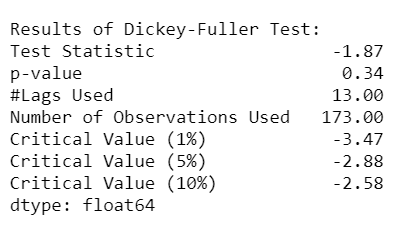 Results of Dickey-Fuller Test:
Test Statistic -1.87
p-value 0.34
#Lags Used 13.00
Number of Observations Used 173.00
Critical Value (1%) -3.47
Critical Value (5%) -2.88
Critical Value (10%) -2.58
dtype: float64